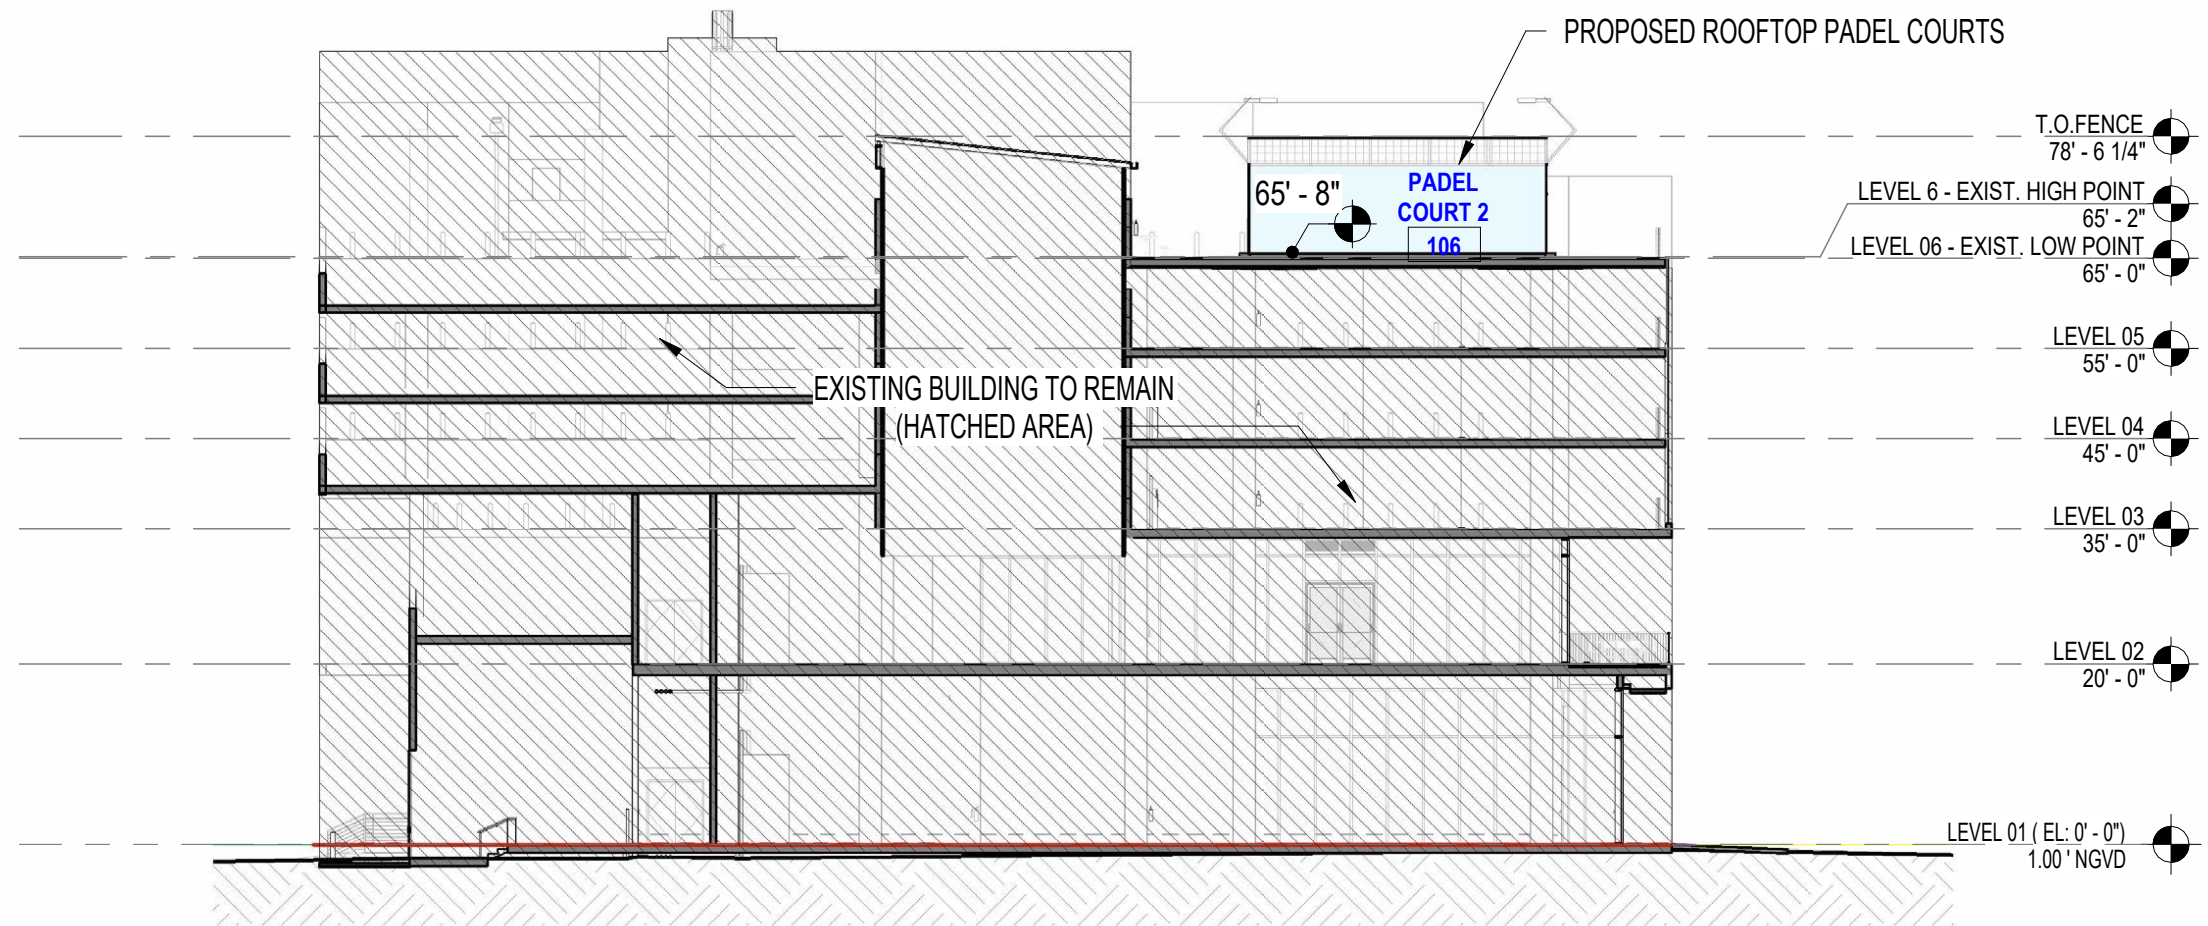 PROPOSED ROOFTOP PADEL COURTS
T.O.FENCE
78' - 6 1/4"
65' - 8"
PADEL
COURT 2
106
LEVEL 6 - EXIST. HIGH POINT
65' - 2"
LEVEL 06 - EXIST. LOW POINT
65' - 0"
LEVEL 05
55' - 0"
EXISTING BUILDING TO REMAIN
(HATCHED AREA)
LEVEL 04
45' - 0"
LEVEL 03
35' - 0"
LEVEL 02
20' - 0"
LEVEL 01 ( EL: 0' - 0")
1.00 ' NGVD